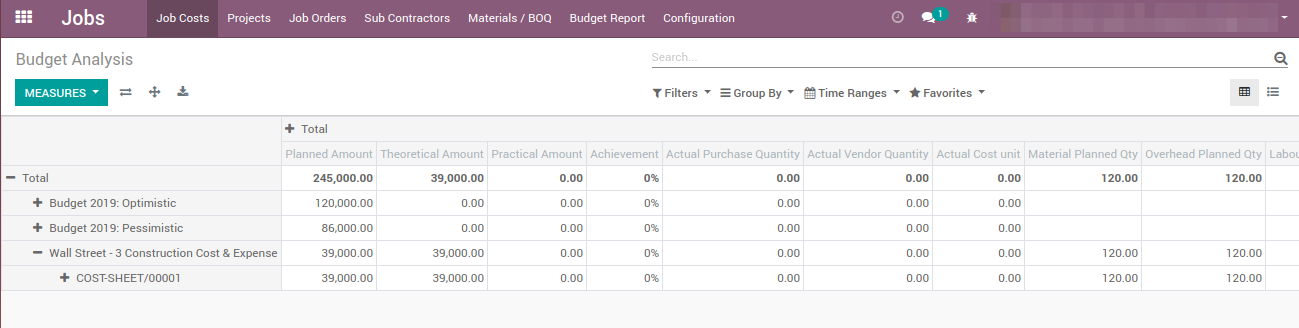 Jobs Job Costs Projects Job Orders Sub Contractors Materials / BOQ Budget Report Configuration 1
Budget Analysis Search...
MEASURES Filters Group By Time Ranges Favorites
Total
Planned Amount Theoretical Amount Practical Amount Achievement Actual Purchase Quantity Actual Vendor Quantity Actual Cost unit Material Planned Qty Overhead Planned Qty Labou
Total 245,000.00 39,000.00 0.00 0% 0.00 0.00 0.00 120.00 120.00
Budget 2019: Optimistic 120,000.00 0.00 0.00 0% 0.00 0.00 0.00
Budget 2019: Pessimistic 86,000.00 0.00 0.00 0% 0.00 0.00 0.00
Wall Street - 3 Construction Cost & Expense 39,000.00 39,000.00 0.00 0% 0.00 0.00 0.00 120.00 120.00
COST-SHEET/00001 39,000.00 39,000.00 0.00 0% 0.00 0.00 0.00 120.00 120.00